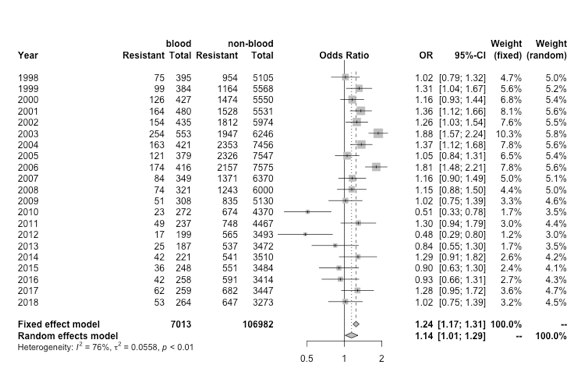 blood non-blood Weight Weight
Year Resistant Total Resistant Total Odds Ratio OR 95%-CI (fixed) (random)
1998 75 395 954 5105 1.02 [0.79; 1.32] 4.7% 5.0%
1999 99 384 1164 5568 1.31 [1.04; 1.67] 5.6% 5.2%
2000 126 427 1474 5550 1.16 [0.93; 1.44] 6.8% 5.4%
2001 164 480 1528 5531 1.36 [1.12; 1.66] 8.1% 5.6%
2002 154 435 1812 5974 1.26 [1.03; 1.54] 7.6% 5.5%
2003 254 553 1947 6246 1.88 [1.57; 2.24] 10.3% 5.8%
2004 163 421 2353 7456 1.37 [1.12; 1.68] 7.8% 5.5%
2005 121 379 2326 7547 1.05 [0.84; 1.31] 6.5% 5.4%
2006 174 416 2157 7575 1.81 [1.48; 2.21] 7.8% 5.6%
2007 84 349 1371 6370 1.16 [0.90; 1.49] 5.0% 5.1%
2008 74 321 1243 6000 1.15 [0.88; 1.50] 4.4% 5.0%
2009 51 308 835 5130 1.02 [0.75; 1.39] 3.3% 4.6%
2010 23 272 674 4370 0.51 [0.33; 0.78] 1.7% 3.5%
2011 49 237 748 4467 1.30 [0.94; 1.79] 3.0% 4.4%
2012 17 199 565 3493 0.48 [0.29; 0.80] 1.2% 3.0%
2013 25 187 537 3472 0.84 [0.55; 1.30] 1.7% 3.5%
2014 42 221 541 3510 1.29 [0.91; 1.82] 2.6% 4.2%
2015 36 248 551 3484 0.90 [0.63; 1.30] 2.4% 4.1%
2016 42 258 591 3414 0.93 [0.66; 1.31] 2.7% 4.3%
2017 62 259 682 3447 1.28 [0.95; 1.72] 3.6% 4.7%
2018 53 264 647 3273 1.02 [0.75; 1.39] 3.2% 4.5%
Fixed effect model 7013 106982 1.24 [1.17; 1.31] 100.0% --
Random effects model 1.14 [1.01; 1.29] -- 100.0%
Heterogeneity: I² = 76%, τ² = 0.0558, p < 0.01
0.5 1 2